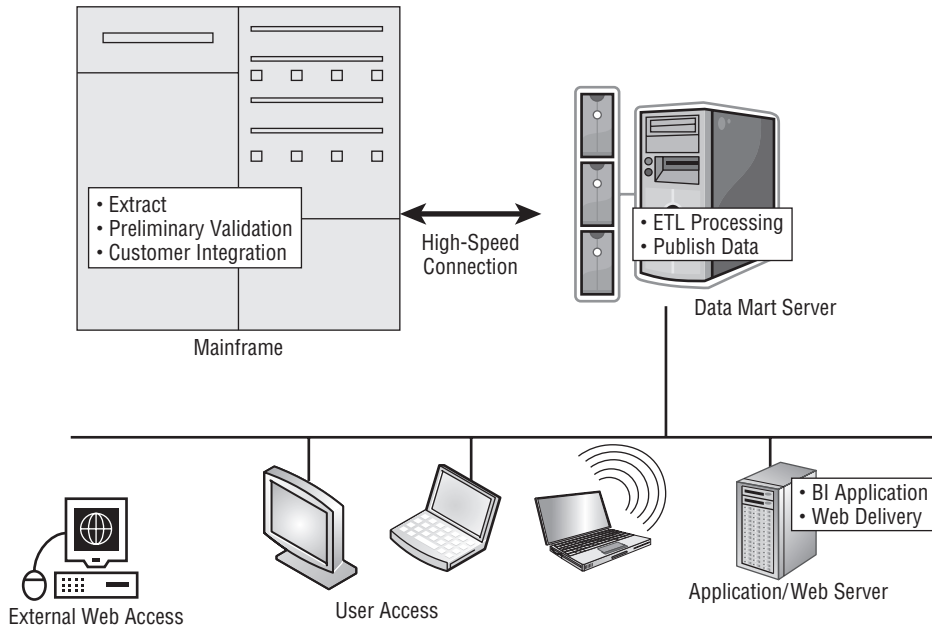 • Extract
• Preliminary Validation
• Customer Integration
Mainframe
High-Speed
Connection
• ETL Processing
• Publish Data
Data Mart Server
External Web Access
User Access
• BI Application
• Web Delivery
Application/Web Server